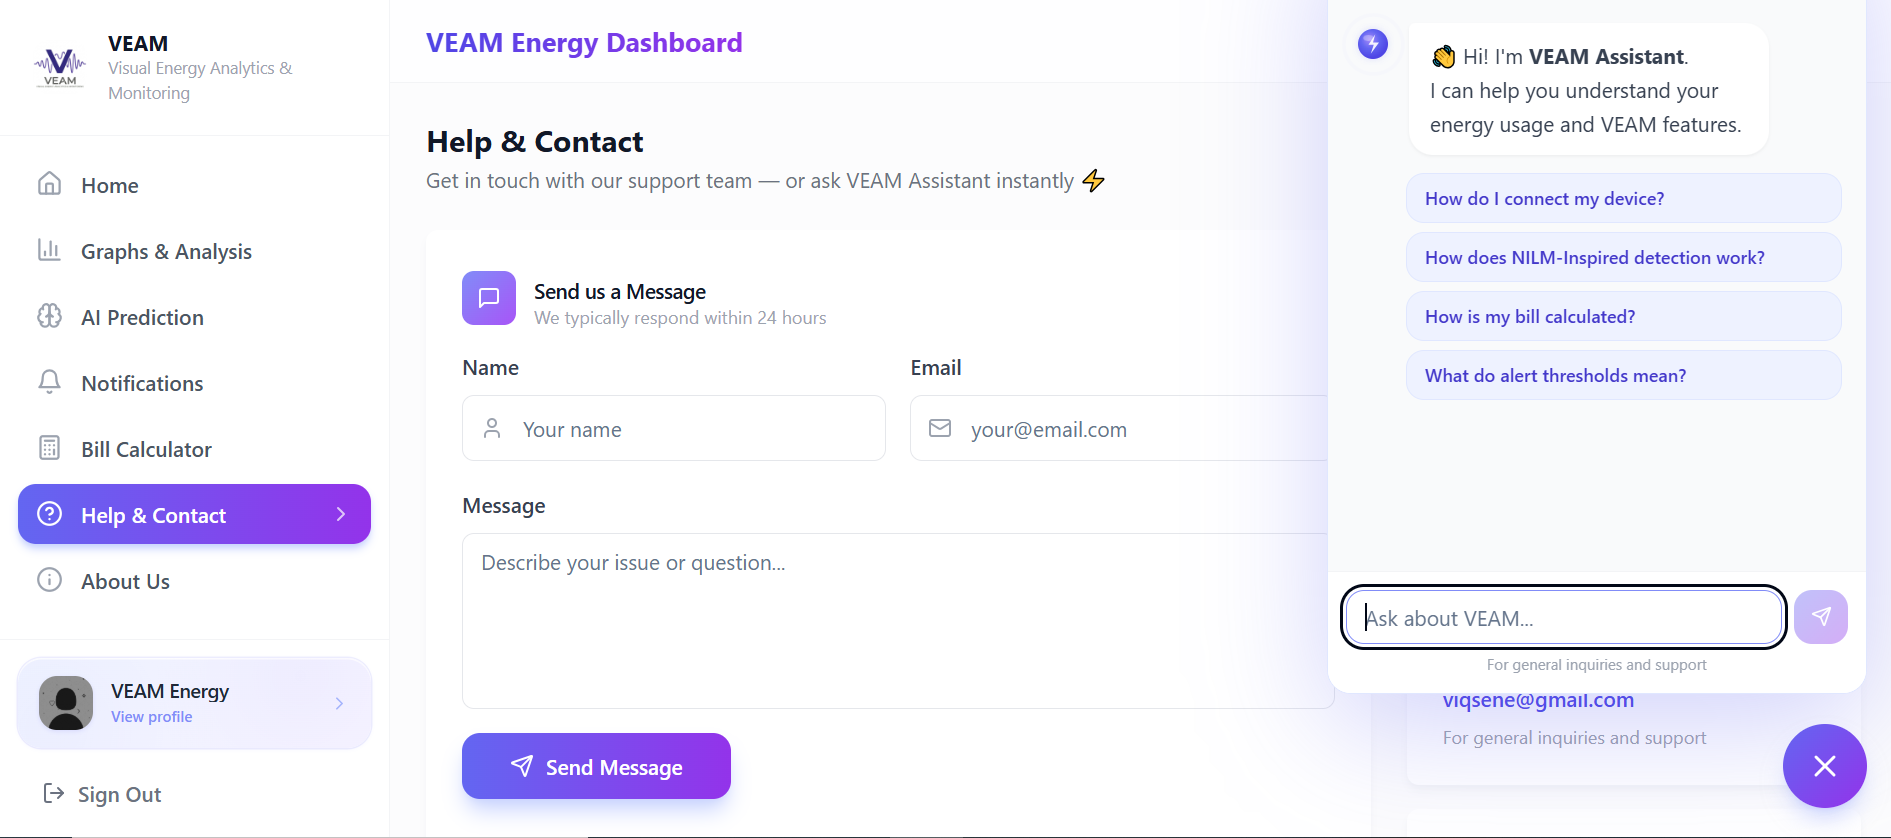 VEAM
VEAM
Visual Energy Analytics &
Monitoring
Home
Graphs & Analysis
AI Prediction
Notifications
Bill Calculator
Help & Contact
About Us
VEAM Energy
View profile
Sign Out
VEAM Energy Dashboard
Help & Contact
Get in touch with our support team — or ask VEAM Assistant instantly ⚡
Send us a Message
We typically respond within 24 hours
Name
Email
Your name
your@email.com
Message
Describe your issue or question...
Send Message
👋 Hi! I'm VEAM Assistant.
I can help you understand your
energy usage and VEAM features.
How do I connect my device?
How does NILM-Inspired detection work?
How is my bill calculated?
What do alert thresholds mean?
Ask about VEAM...
For general inquiries and support
viqsene@gmail.com
For general inquiries and support